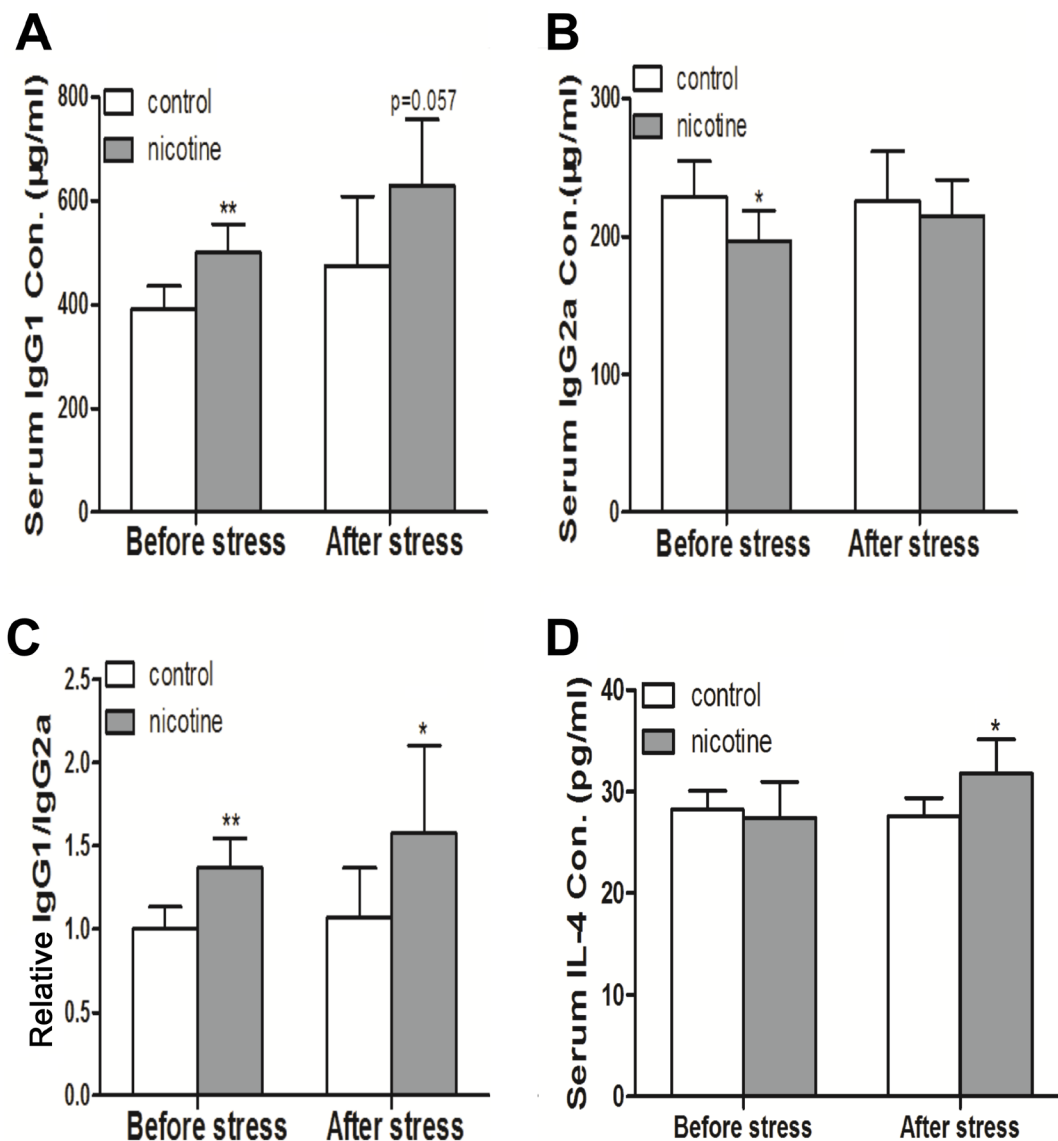 A
Serum IgG1 Con. (µg/ml)
800
600
400
200
0
control
nicotine
**
p=0.057
Before stress
After stress
B
Serum IgG2a Con.(µg/ml)
300
200
100
0
control
nicotine
*
Before stress
After stress
C
Relative IgG1/IgG2a
2.5
2.0
1.5
1.0
0.5
0.0
control
nicotine
**
*
Before stress
After stress
D
Serum IL-4 Con. (pg/ml)
40
30
20
10
0
control
nicotine
*
Before stress
After stress